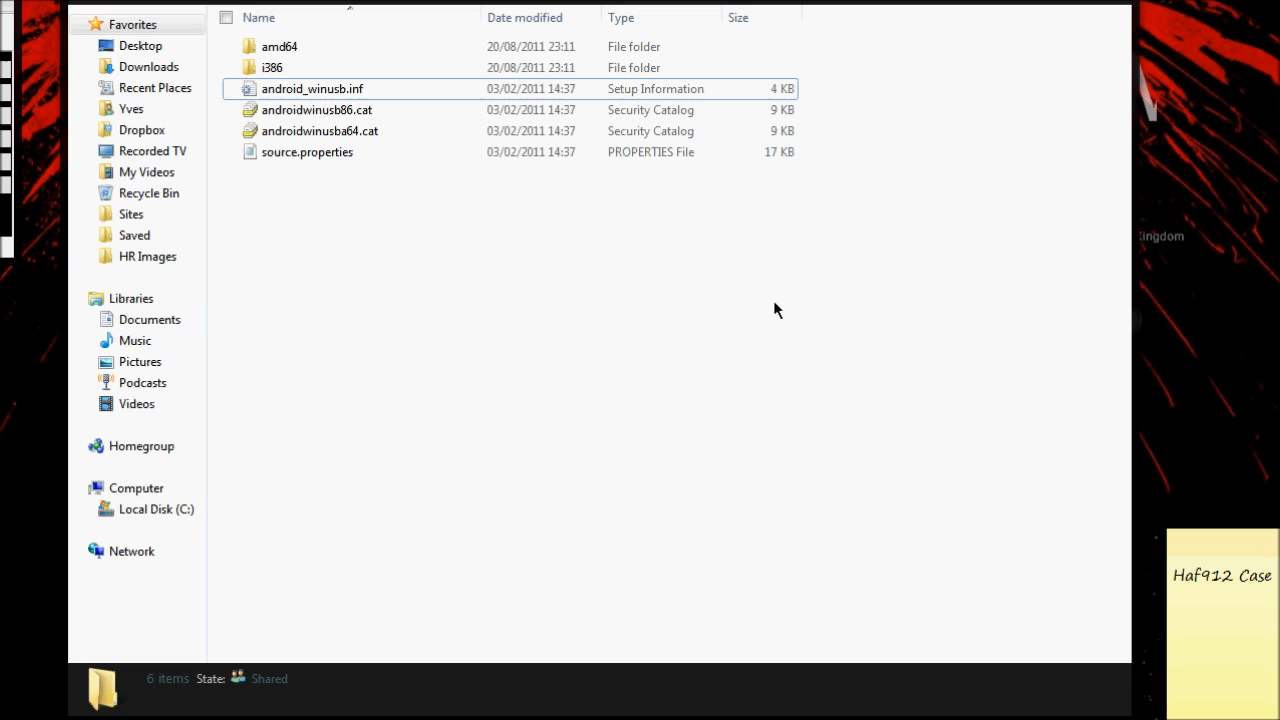 Name Date modified Type Size
Favorites
Desktop
Downloads
Recent Places
Yves
Dropbox
Recorded TV
My Videos
Recycle Bin
Sites
Saved
HR Images
Libraries
Documents
Music
Pictures
Podcasts
Videos
Homegroup
Computer
Local Disk (C:)
Network
amd64 20/08/2011 23:11 File folder
i386 20/08/2011 23:11 File folder
android_winusb.inf 03/02/2011 14:37 Setup Information 4 KB
androidwinusb86.cat 03/02/2011 14:37 Security Catalog 9 KB
androidwinusba64.cat 03/02/2011 14:37 Security Catalog 9 KB
source.properties 03/02/2011 14:37 PROPERTIES File 17 KB
6 items State: Shared
Haf912 Case